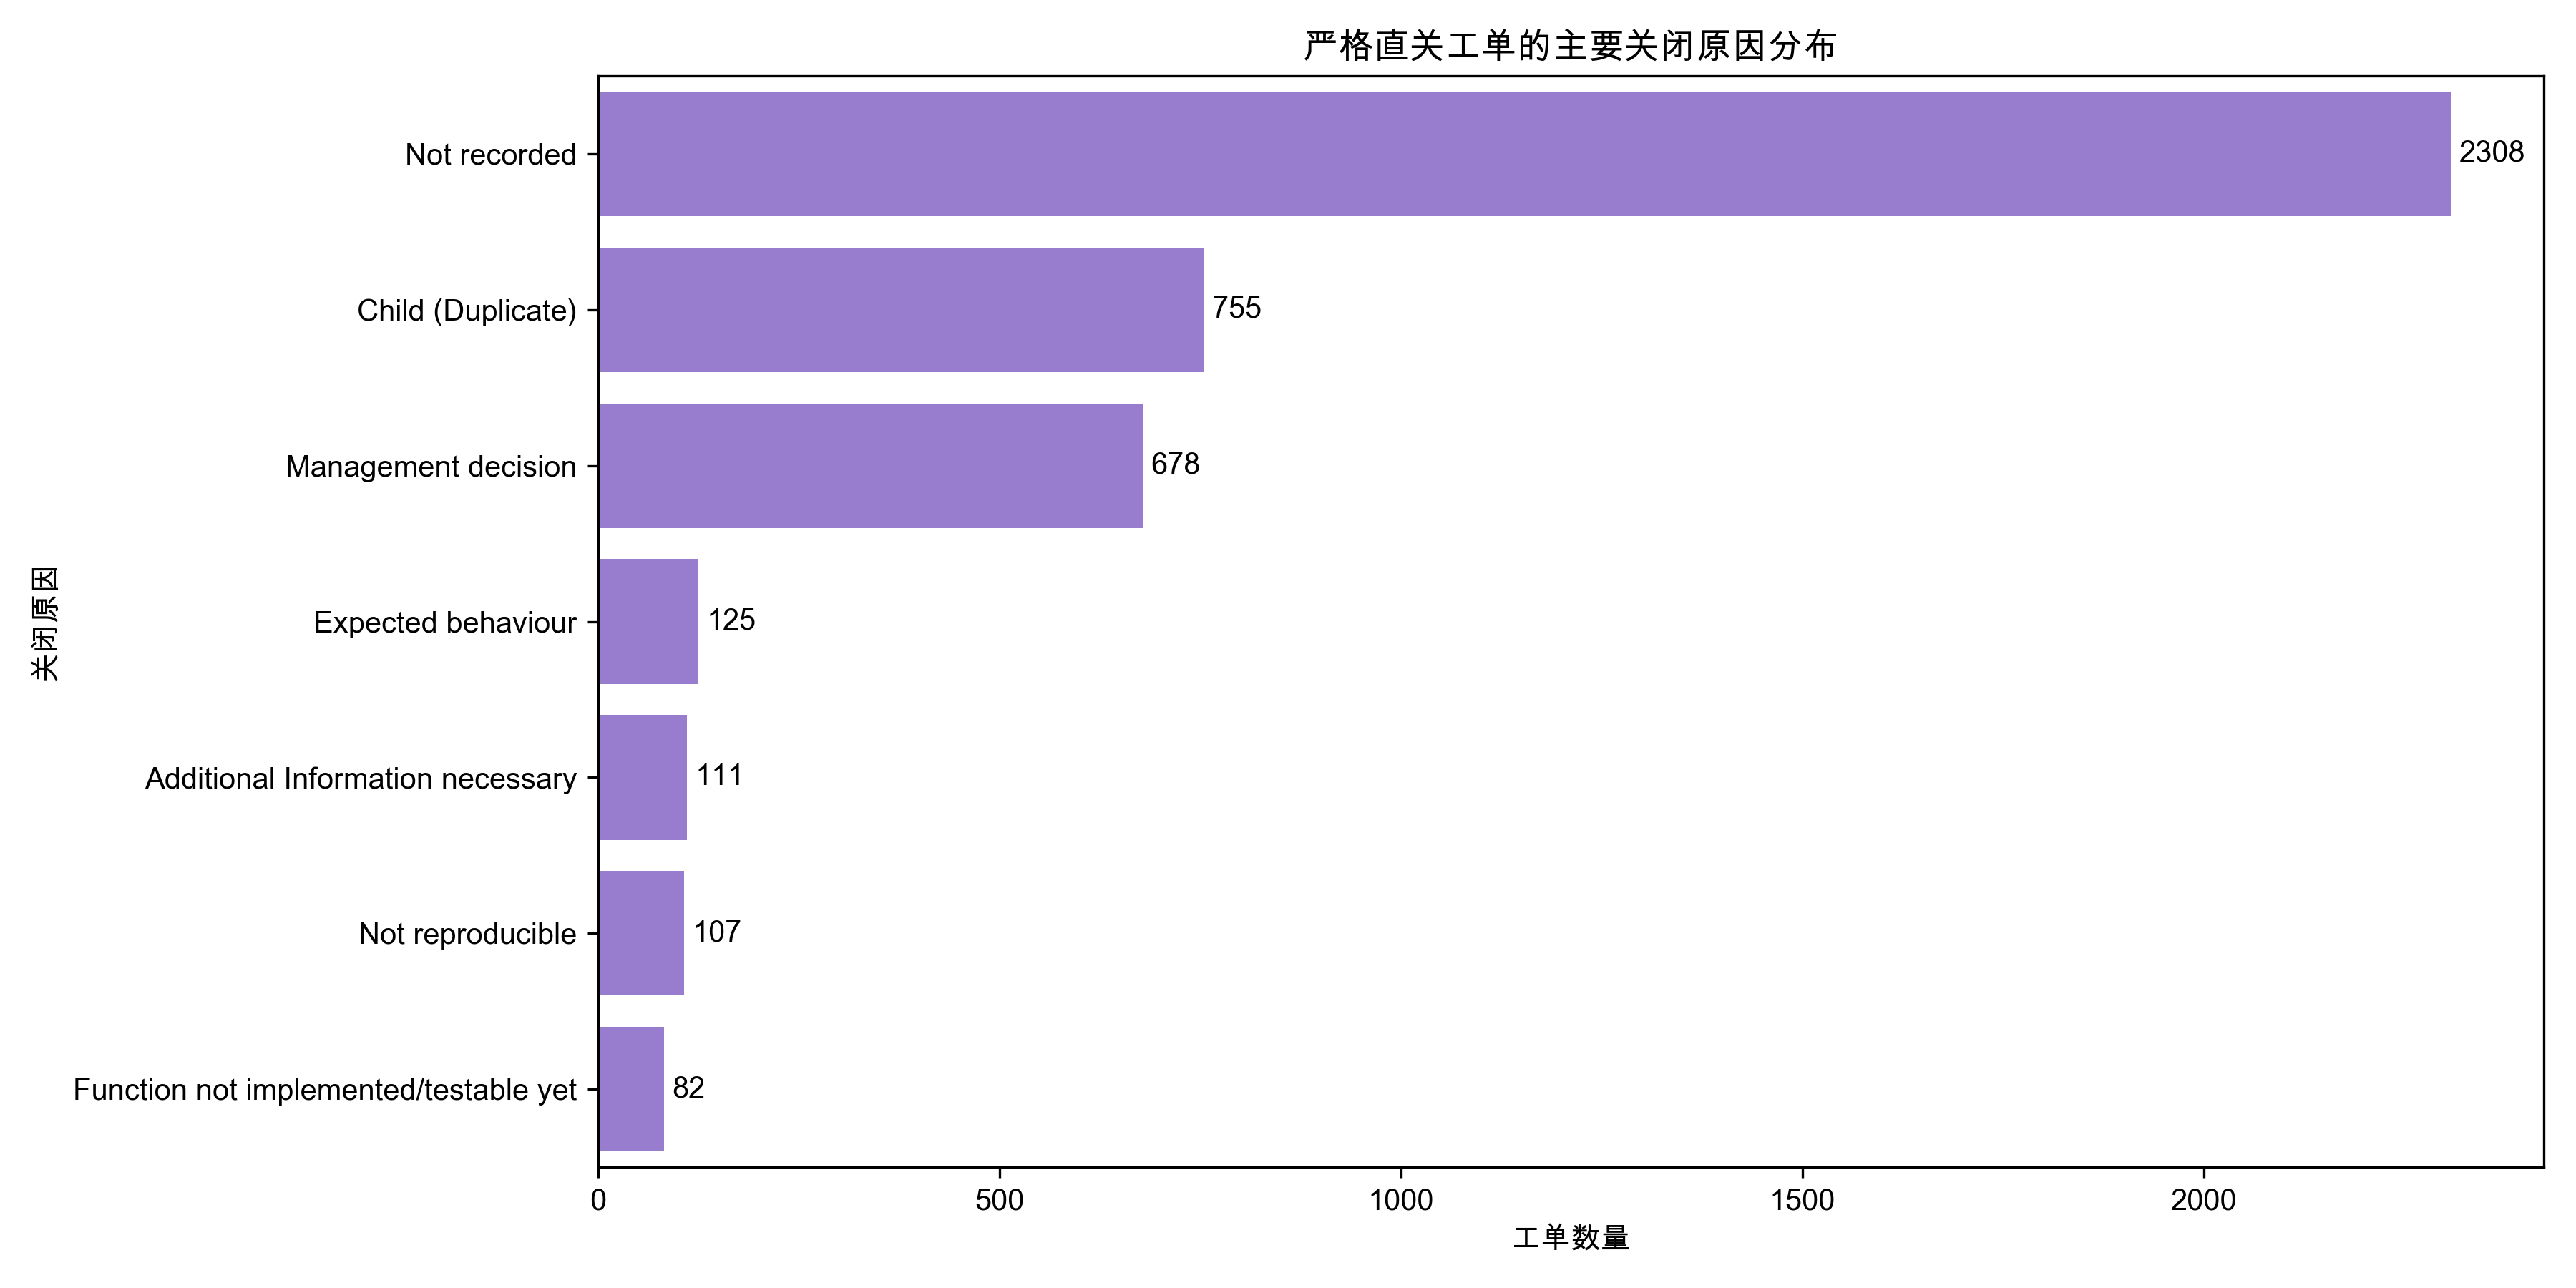 严格直关工单的主要关闭原因分布
关闭原因
Not recorded
2308
Child (Duplicate)
755
Management decision
678
Expected behaviour
125
Additional Information necessary
111
Not reproducible
107
Function not implemented/testable yet
82
0 500 1000 1500 2000
工单数量